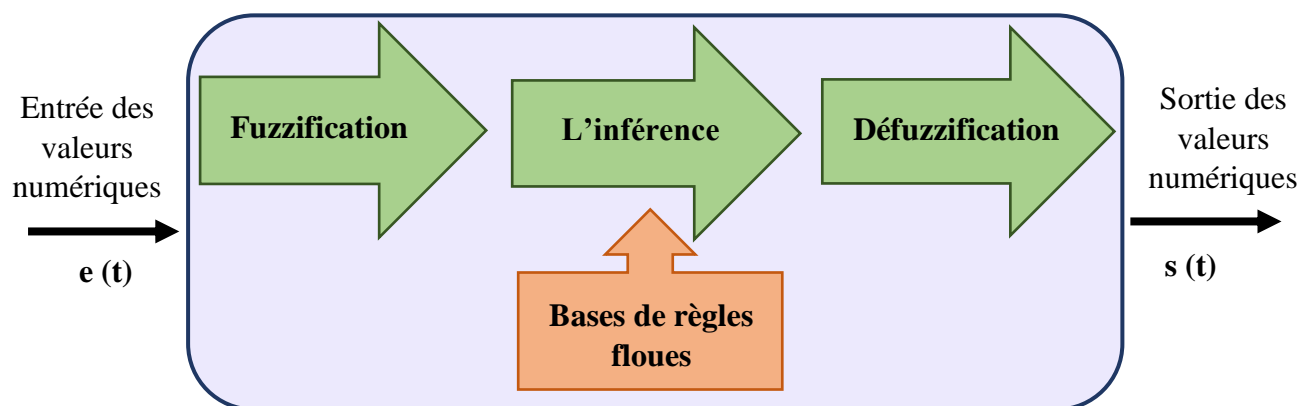 Entrée des
valeurs
numériques
e (t)
Fuzzification
L'inférence
Défuzzification
Bases de règles
floues
Sortie des
valeurs
numériques
s (t)